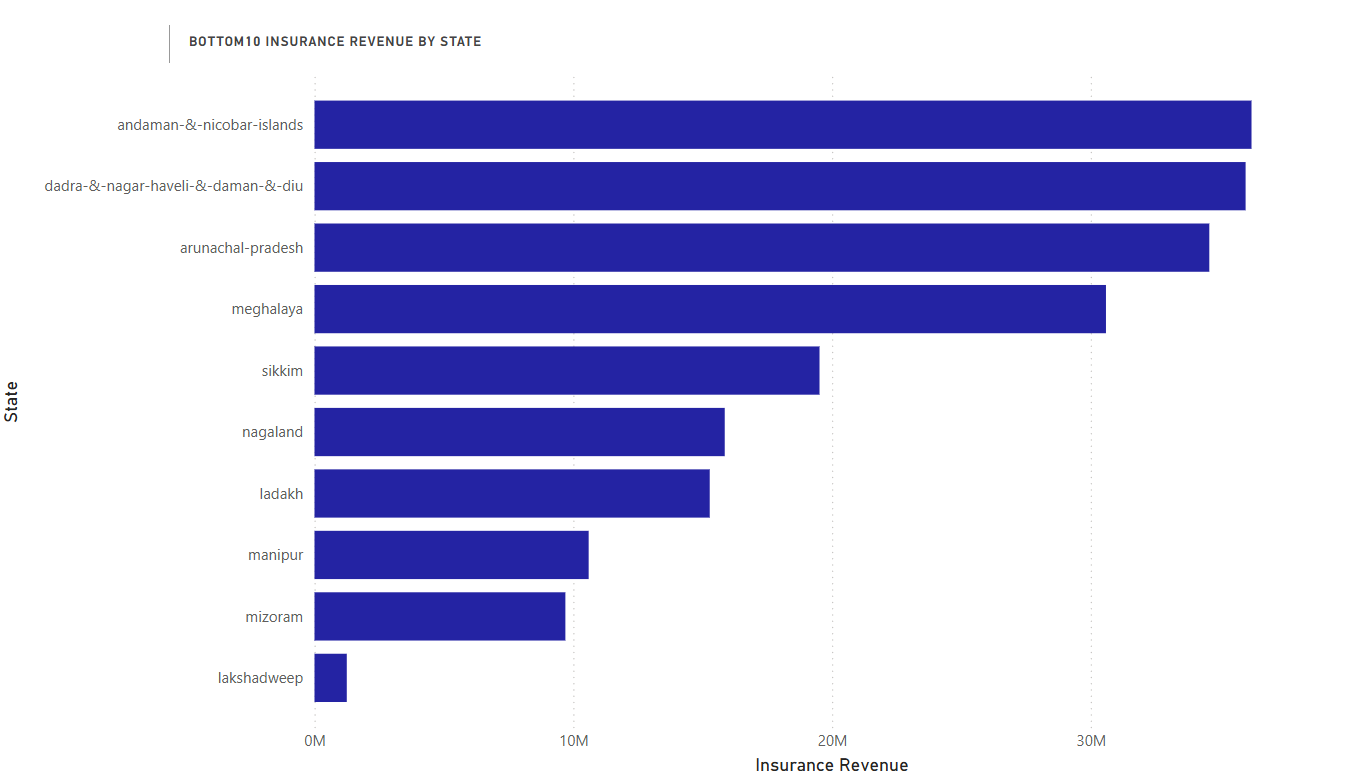 BOTTOM10 INSURANCE REVENUE BY STATE
andaman-&-nicobar-islands
dadra-&-nagar-haveli-&-daman-&-diu
arunachal-pradesh
meghalaya
sikkim
nagaland
ladakh
manipur
mizoram
lakshadweep
State
0M 10M 20M 30M
Insurance Revenue